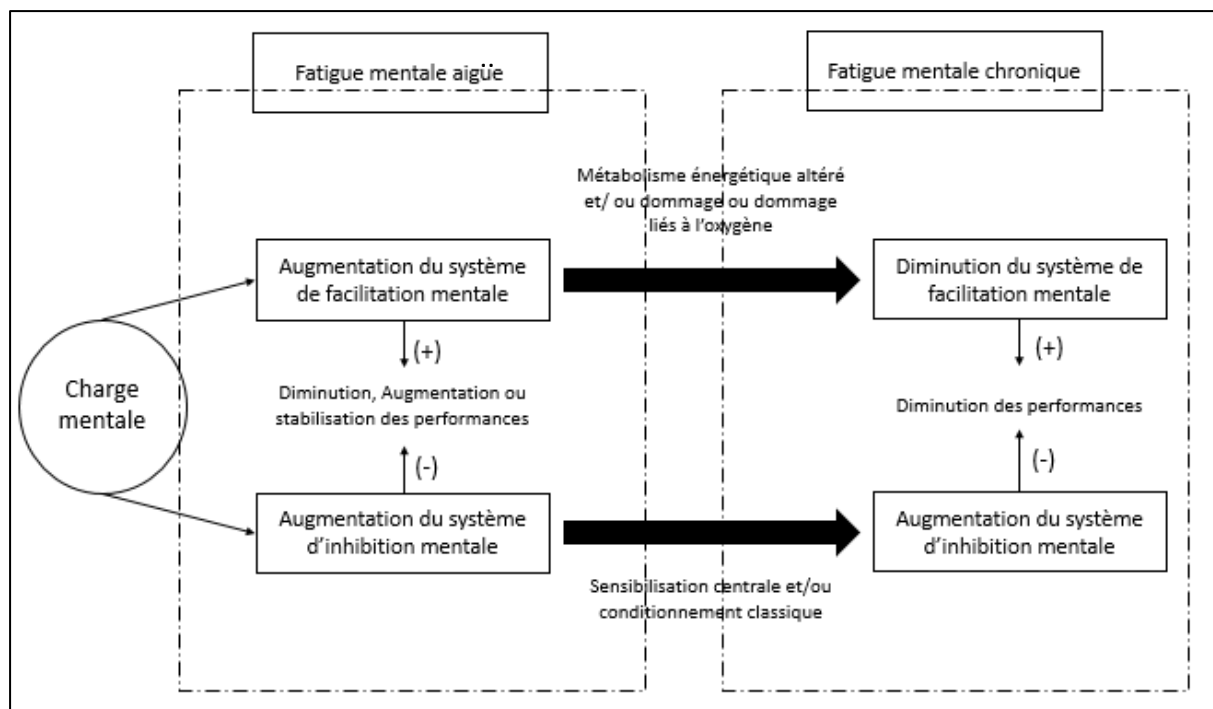 Fatigue mentale aigüe
Fatigue mentale chronique
Métabolisme énergétique altéré
et/ ou dommage ou dommage
liés à l'oxygène
Augmentation du système
de facilitation mentale
Diminution du système de
facilitation mentale
(+)
(+)
Charge
mentale
Diminution, Augmentation ou
stabilisation des performances
Diminution des performances
(-)
(-)
Augmentation du système
d'inhibition mentale
Augmentation du système
d'inhibition mentale
Sensibilisation centrale et/ou
conditionnement classique